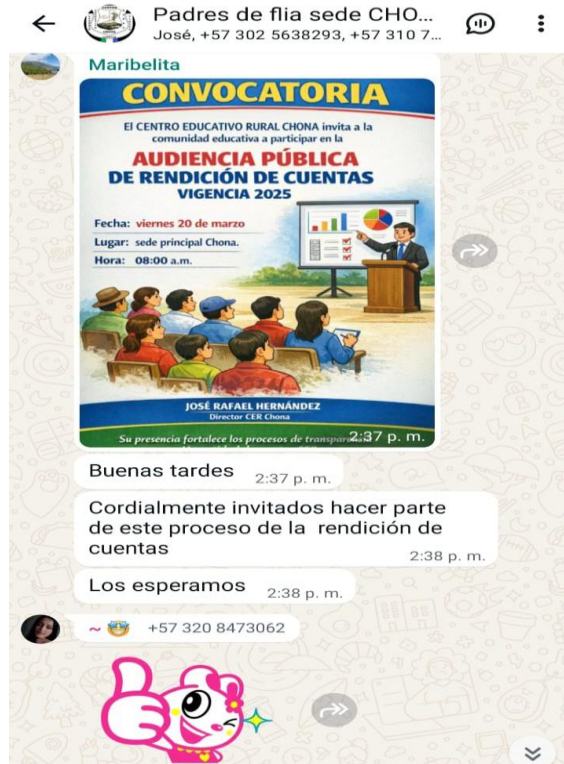 Padres de flia sede CHO...
José, +57 302 5638293, +57 310 7...
Maribelita
CONVOCATORIA
El CENTRO EDUCATIVO RURAL CHONA invita a la
comunidad educativa a participar en la
AUDIENCIA PÚBLICA
DE RENDICIÓN DE CUENTAS
VIGENCIA 2025
Fecha: viernes 20 de marzo
Lugar: sede principal Chona.
Hora: 08:00 a.m.
JOSÉ RAFAEL HERNÁNDEZ
Director CER Chona
Su presencia fortalece los procesos de
2:37 p. m.
Buenas tardes 2:37 p. m.
Cordialmente invitados hacer parte
de este proceso de la rendición de
cuentas
2:38 p. m.
Los esperamos 2:38 p. m.
~ +57 320 8473062